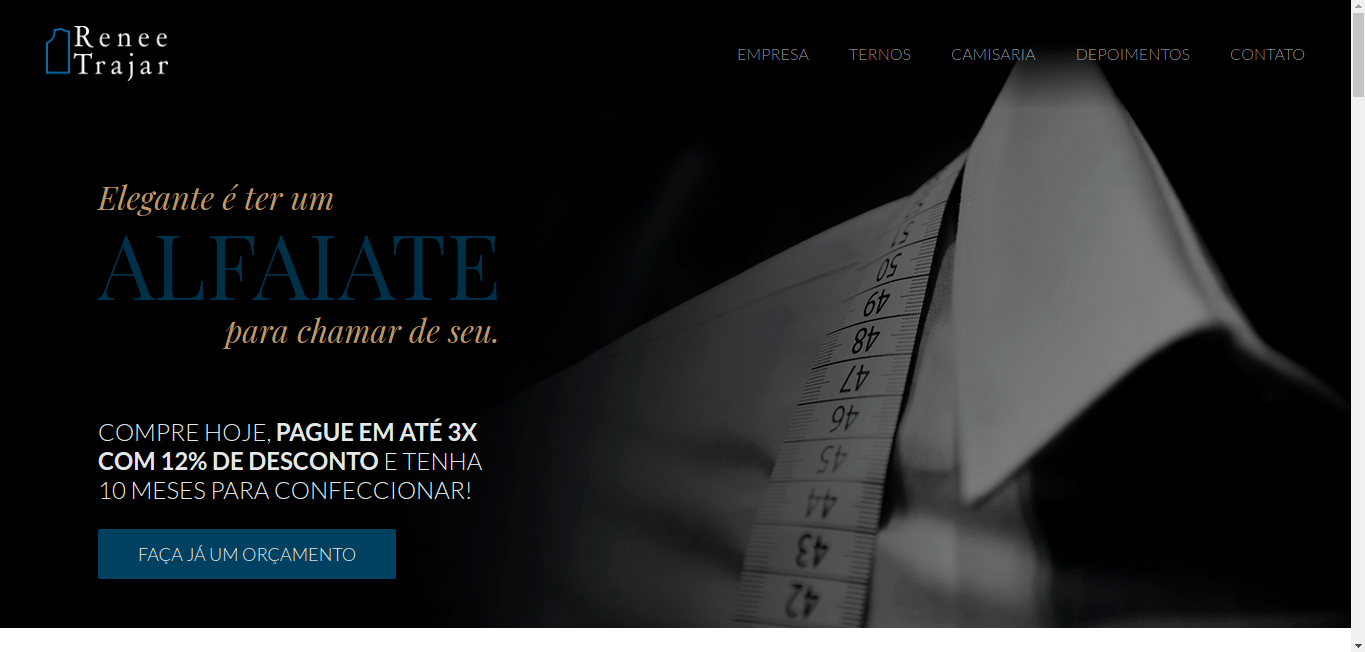 Renee
Trajar
EMPRESA
TERNOS
CAMISARIA
DEPOIMENTOS
CONTATO
Elegante é ter um
ALFAIATE
para chamar de seu.
COMPRE HOJE, PAGUE EM ATÉ 3X
COM 12% DE DESCONTO E TENHA
10 MESES PARA CONFECCIONAR!
FAÇA JÁ UM ORÇAMENTO
51
50
49
48
47
46
45
44
43
42